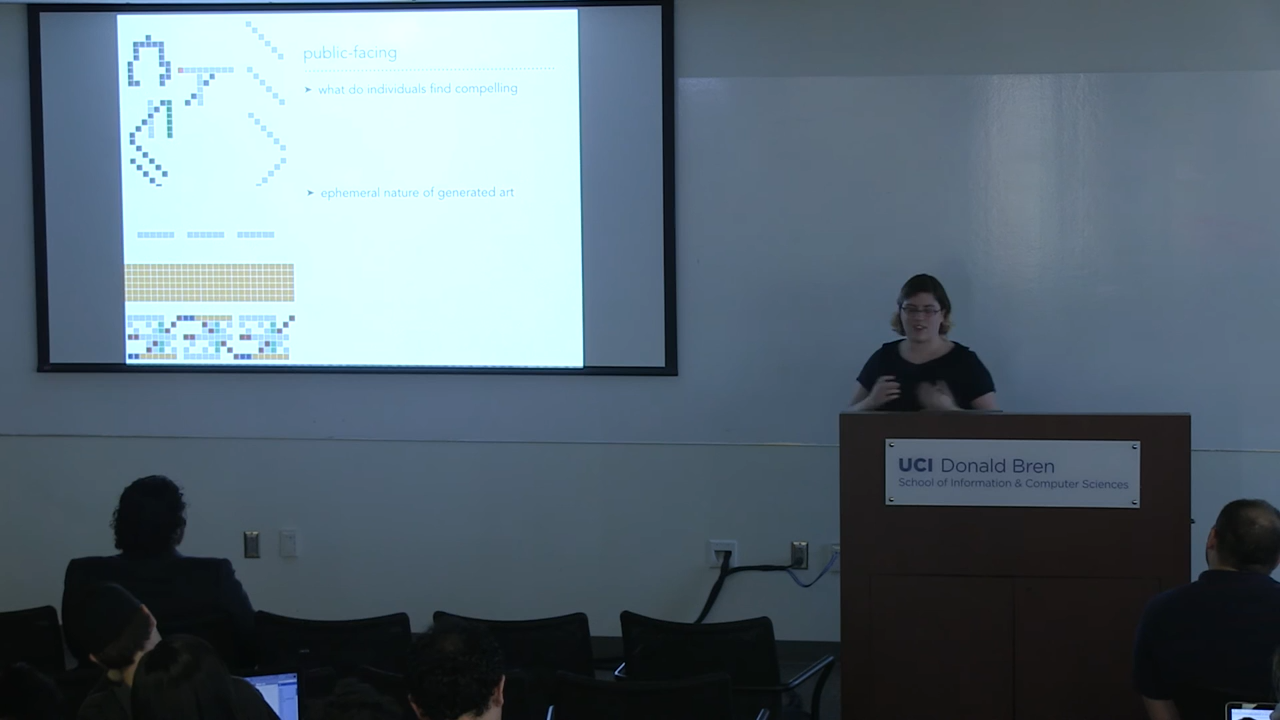 public-facing
➤ what do individuals find compelling
➤ ephemeral nature of generated art
UCI Donald Bren
School of Information & Computer Sciences